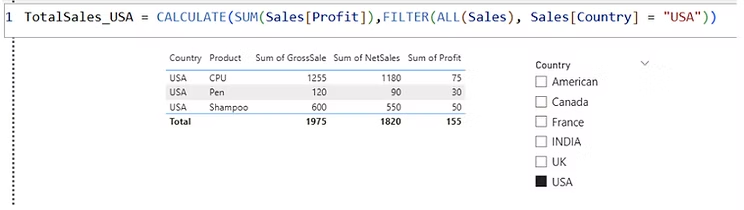 1 TotalSales_USA = CALCULATE(SUM(Sales[Profit]),FILTER(ALL(Sales), Sales[Country] = "USA"))
Country Product Sum of GrossSale Sum of NetSales Sum of Profit
USA CPU 1255 1180 75
USA Pen 120 90 30
USA Shampoo 600 550 50
Total 1975 1820 155
Country
American
Canada
France
INDIA
UK
USA